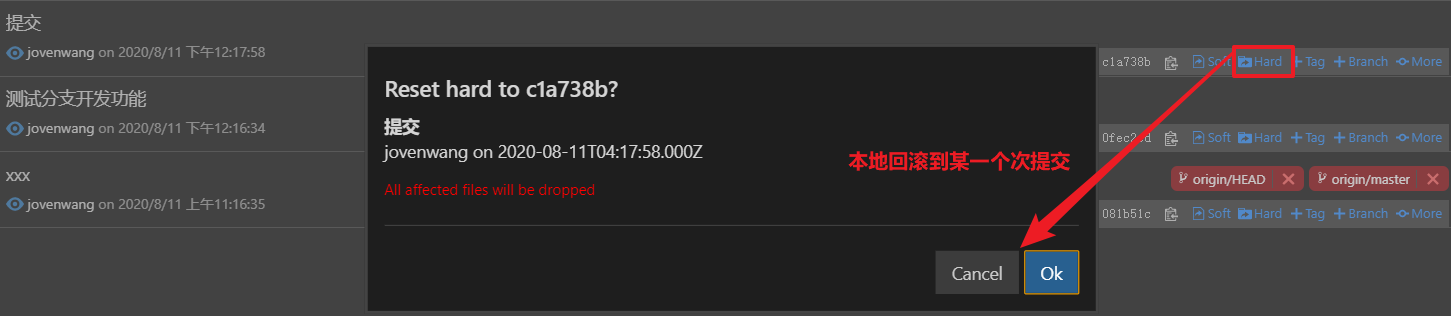 提交
jovenwang on 2020/8/11 下午12:17:58
c1a738b Soft Hard Tag Branch More
Reset hard to c1a738b?
测试分支开发功能
jovenwang on 2020/8/11 下午12:16:34
提交
jovenwang on 2020-08-11T04:17:58.000Z
本地回滚到某一个次提交
Soft Hard Tag Branch More
All affected files will be dropped
xxx
jovenwang on 2020/8/11 上午11:16:35
origin/HEAD
origin/master
081b51c Soft Hard Tag Branch More
Cancel
Ok